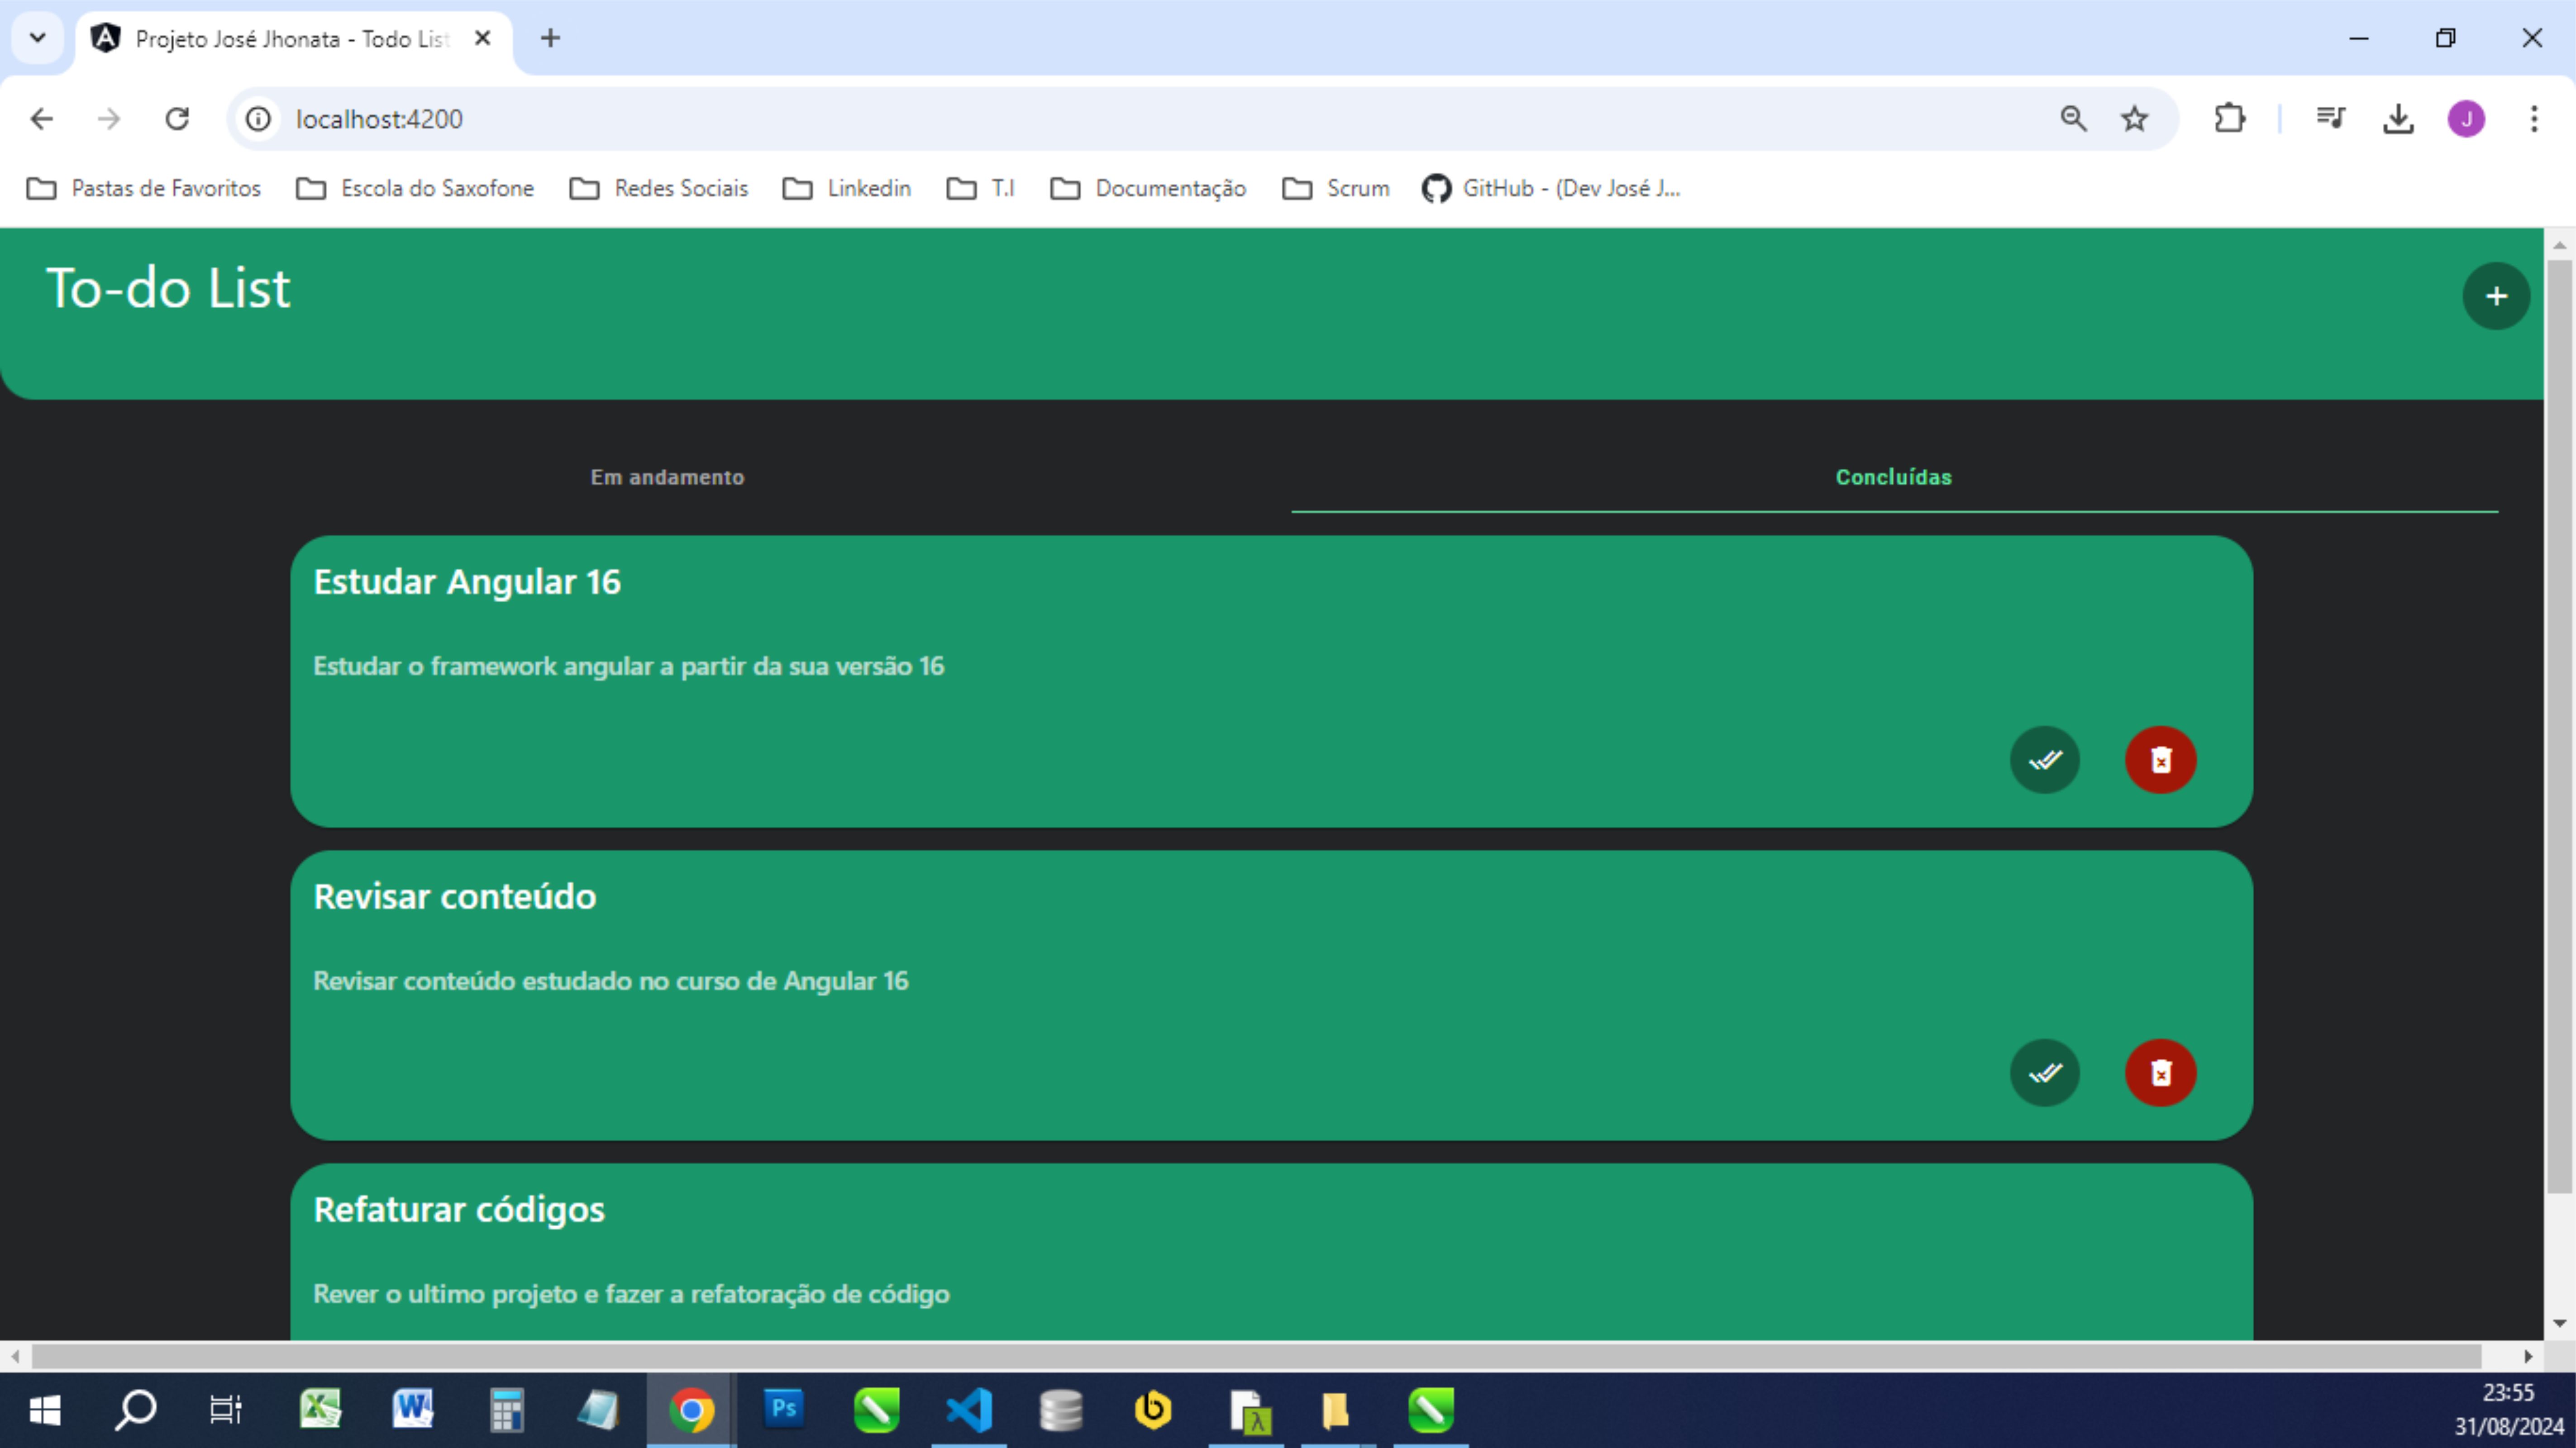 Projeto José Jhonata - Todo List
localhost:4200
J
Pastas de Favoritos
Escola do Saxofone
Redes Sociais
Linkedin
T.I
Documentação
Scrum
GitHub - (Dev José J...
To-do List
Em andamento
Concluídas
Estudar Angular 16
Estudar o framework angular a partir da sua versão 16
Revisar conteúdo
Revisar conteúdo estudado no curso de Angular 16
Refaturar códigos
Rever o ultimo projeto e fazer a refatoração de código
Ps
23:55
31/08/2024